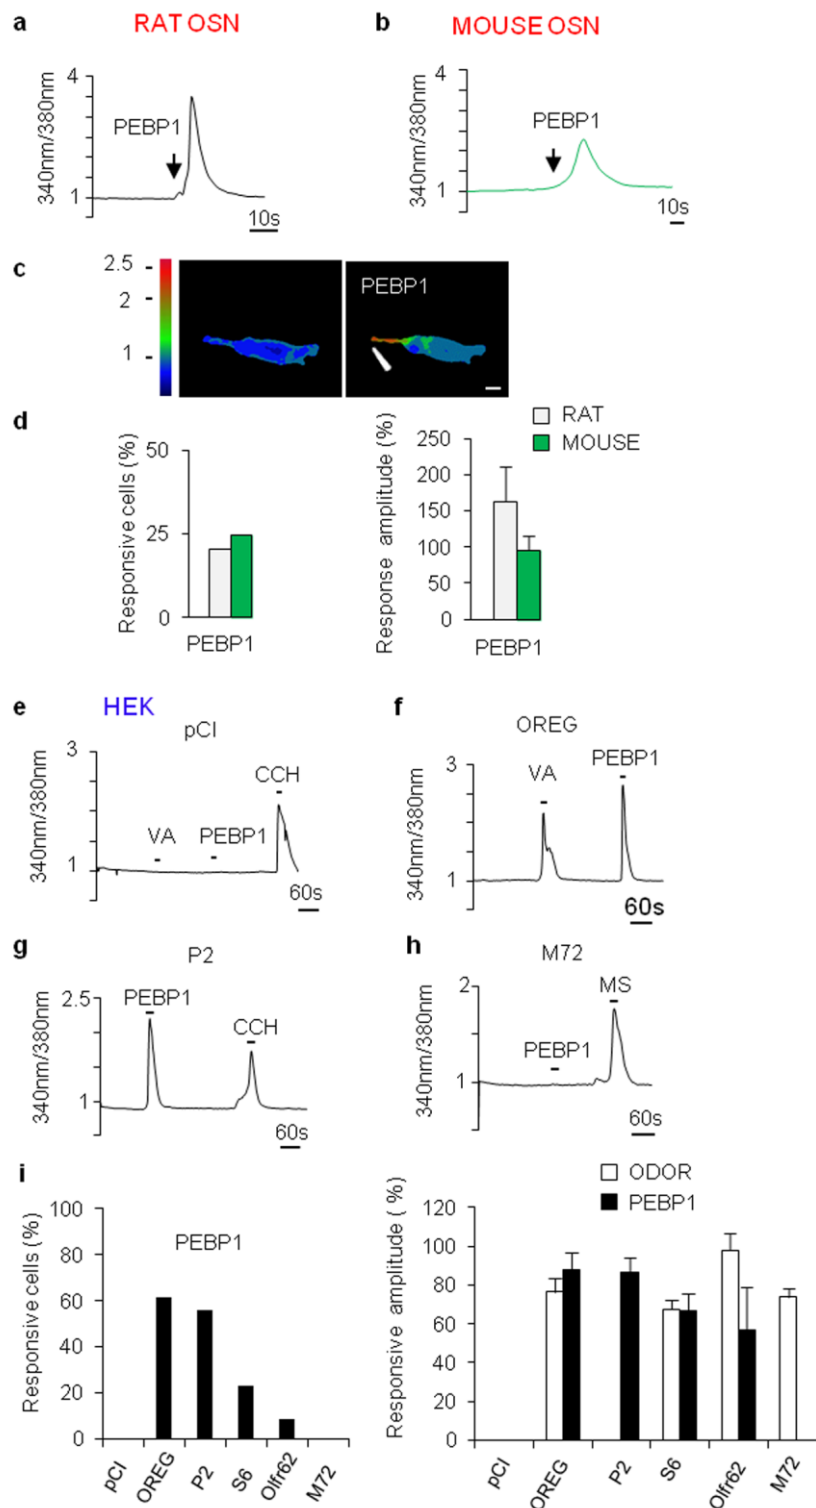 a
RAT OSN
b
MOUSE OSN
340nm/380nm
4
1
PEBP1
10s
340nm/380nm
4
1
PEBP1
10s
c
2.5
2
1
PEBP1
d
Responsive cells (%)
50
25
0
PEBP1
Response amplitude (%)
250
200
150
100
50
0
PEBP1
RAT
MOUSE
e
HEK
pCI
340nm/380nm
3
1
VA
PEBP1
CCH
60s
f
OREG
340nm/380nm
3
1
VA
PEBP1
60s
g
P2
340nm/380nm
2.5
1
PEBP1
CCH
60s
h
M72
340nm/380nm
2
1
PEBP1
MS
60s
i
Responsive cells (%)
100
80
60
40
20
0
PEBP1
pCI
OREG
P2
S6
Olfr62
M72
ODOR
PEBP1
Responsive amplitude ( %)
120
100
80
60
40
20
0
pCI
OREG
P2
S6
Olfr62
M72